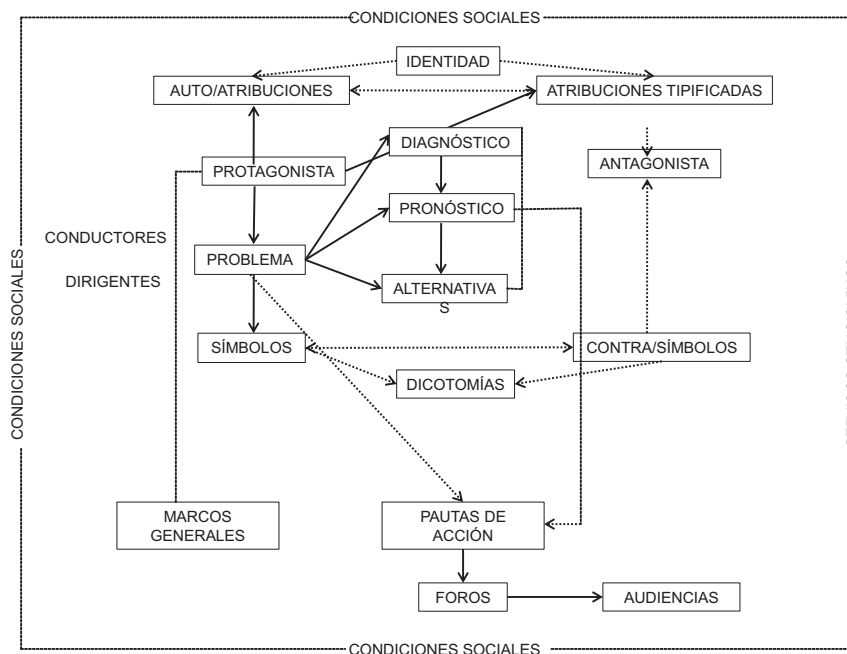 CONDICIONES SOCIALES
IDENTIDAD
AUTO/ATRIBUCIONES
ATRIBUCIONES TIPIFICADAS
DIAGNÓSTICO
ANTAGONISTA
PROTAGONISTA
PRONÓSTICO
CONDUCTORES
PROBLEMA
DIRIGENTES
ALTERNATIVA
S
CONDICIONES SOCIALES
SÍMBOLOS
CONTRA/SÍMBOLOS
DICOTOMÍAS
MARCOS
GENERALES
PAUTAS DE
ACCIÓN
FOROS
AUDIENCIAS
CONDICIONES SOCIALES